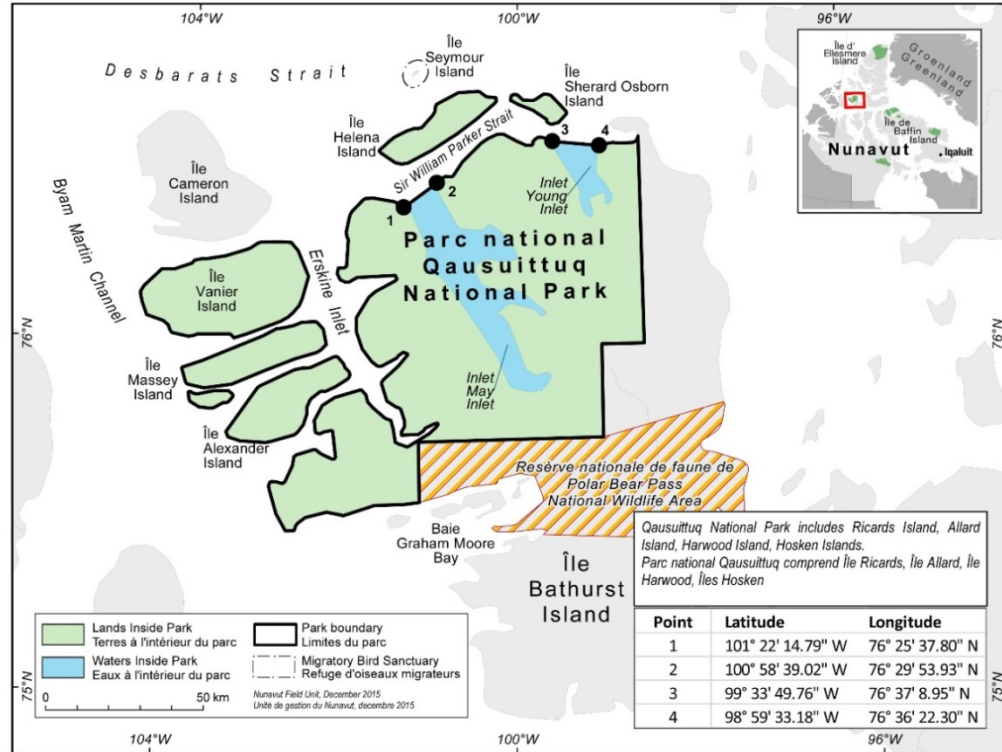 104°W
100°W
96°W
Desbarats Strait
Île
Seymour
Island
Île
Sherard Osborn
Island
Île
Helena
Island
Sir William Parker Strait
3
4
1
2
Île
Cameron
Island
Byam Martin Channel
Inlet
Young
Inlet
Parc national
Qausuittuq
National Park
Île
Vanier
Island
Erskine Inlet
76°N
76°N
Île
Massey
Island
Inlet
May
Inlet
Île
Alexander
Island
Resèrve nationale de faune de
Polar Bear Pass
National Wildlife Area
Baie
Graham Moore
Bay
Île
Bathurst
Island
Île d'
Ellesmere
Island
Groenland
Greenland
Île de
Baffin
Island
Nunavut
Iqaluit
Qausuittuq National Park includes Ricards Island, Allard
Island, Harwood Island, Hosken Islands.
Parc national Qausuittuq comprend Île Ricards, Île Allard, Île
Harwood, Îles Hosken
Point Latitude Longitude
1 101° 22' 14.79" W 76° 25' 37.80" N
2 100° 58' 39.02" W 76° 29' 53.93" N
3 99° 33' 49.76" W 76° 37' 8.95" N
4 98° 59' 33.18" W 76° 36' 22.30" N
Lands Inside Park
Terres à l'intérieur du parc
Waters Inside Park
Eaux à l'intérieur du parc
0 50 km
Park boundary
Limites du parc
Migratory Bird Sanctuary
Refuge d'oiseaux migrateurs
Nunavut Field Unit, December 2015
Unité de gestion du Nunavut, decembre 2015
75°N
75°N
104°W
100°W
96°W